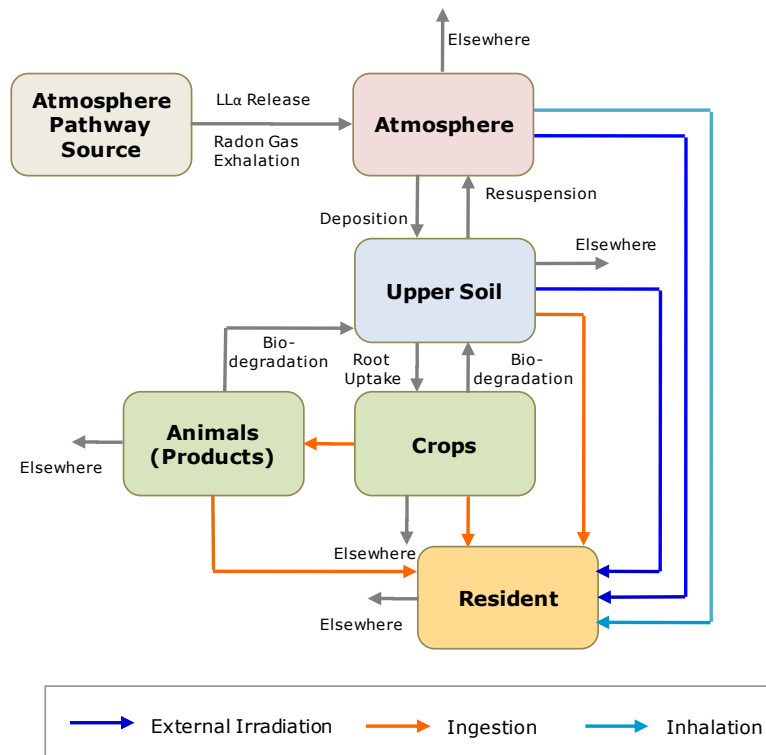 Elsewhere
Atmosphere
Pathway
Source
LLα Release
Radon Gas
Exhalation
Atmosphere
Deposition
Resuspension
Elsewhere
Upper Soil
Bio-
degradation
Root
Uptake
Bio-
degradation
Animals
(Products)
Crops
Elsewhere
Elsewhere
Resident
Elsewhere
External Irradiation
Ingestion
Inhalation